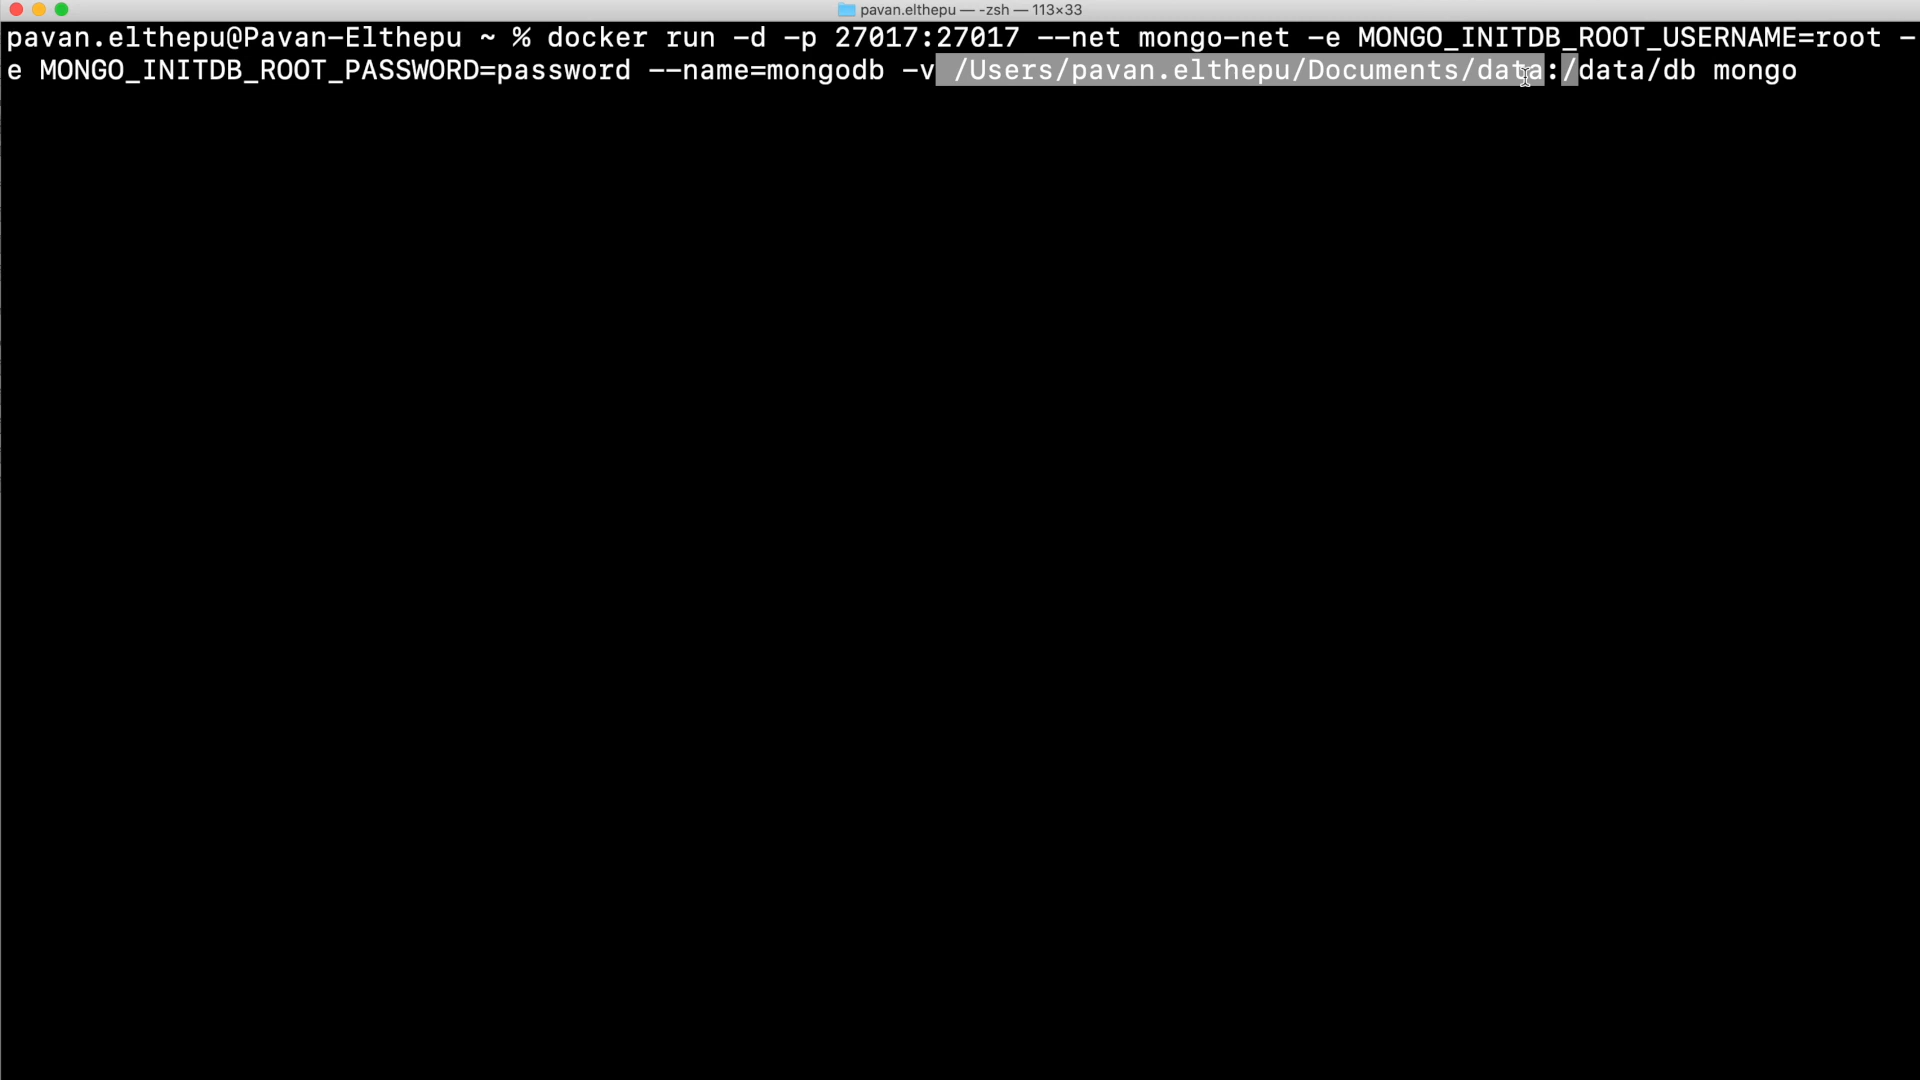 pavan.elthepu — -zsh — 113×33
pavan.elthepu@Pavan-Elthepu ~ % docker run -d -p 27017:27017 --net mongo-net -e MONGO_INITDB_ROOT_USERNAME=root -
e MONGO_INITDB_ROOT_PASSWORD=password --name=mongodb -v /Users/pavan.elthepu/Documents/data:/data/db mongo